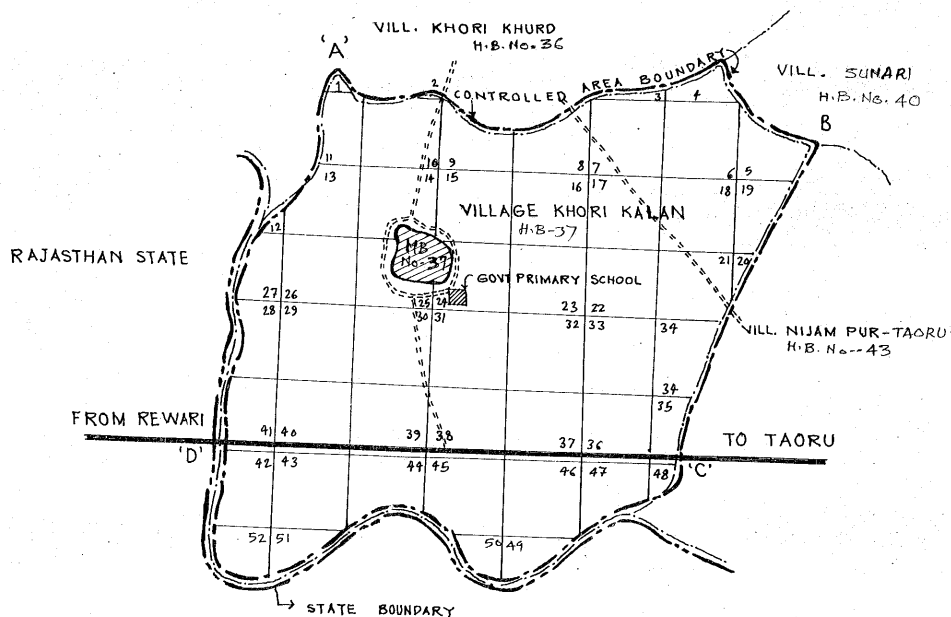 VILL. KHORI KHURD
H.B. No. 36
'A'
CONTROLLED AREA BOUNDARY
VILL. SUMARI
H.B. No. 40
B
1
2
3 4
11
13
10 9
14 15
8 7
16 17
6 5
18 19
VILLAGE KHORI KALAN
H.B-37
12
RAJASTHAN STATE
MB
No-37
21 20
GOVT PRIMARY SCHOOL
27 26
28 29
25 24
30 31
23 22
32 33
34
VILL. NIJAM PUR-TAORU
H.B. No--43
34
35
FROM REWARI
TO TAORU
41 40
42 43
39 38
44 45
37 36
46 47
48
'D'
'C'
52 51
50 49
STATE BOUNDARY